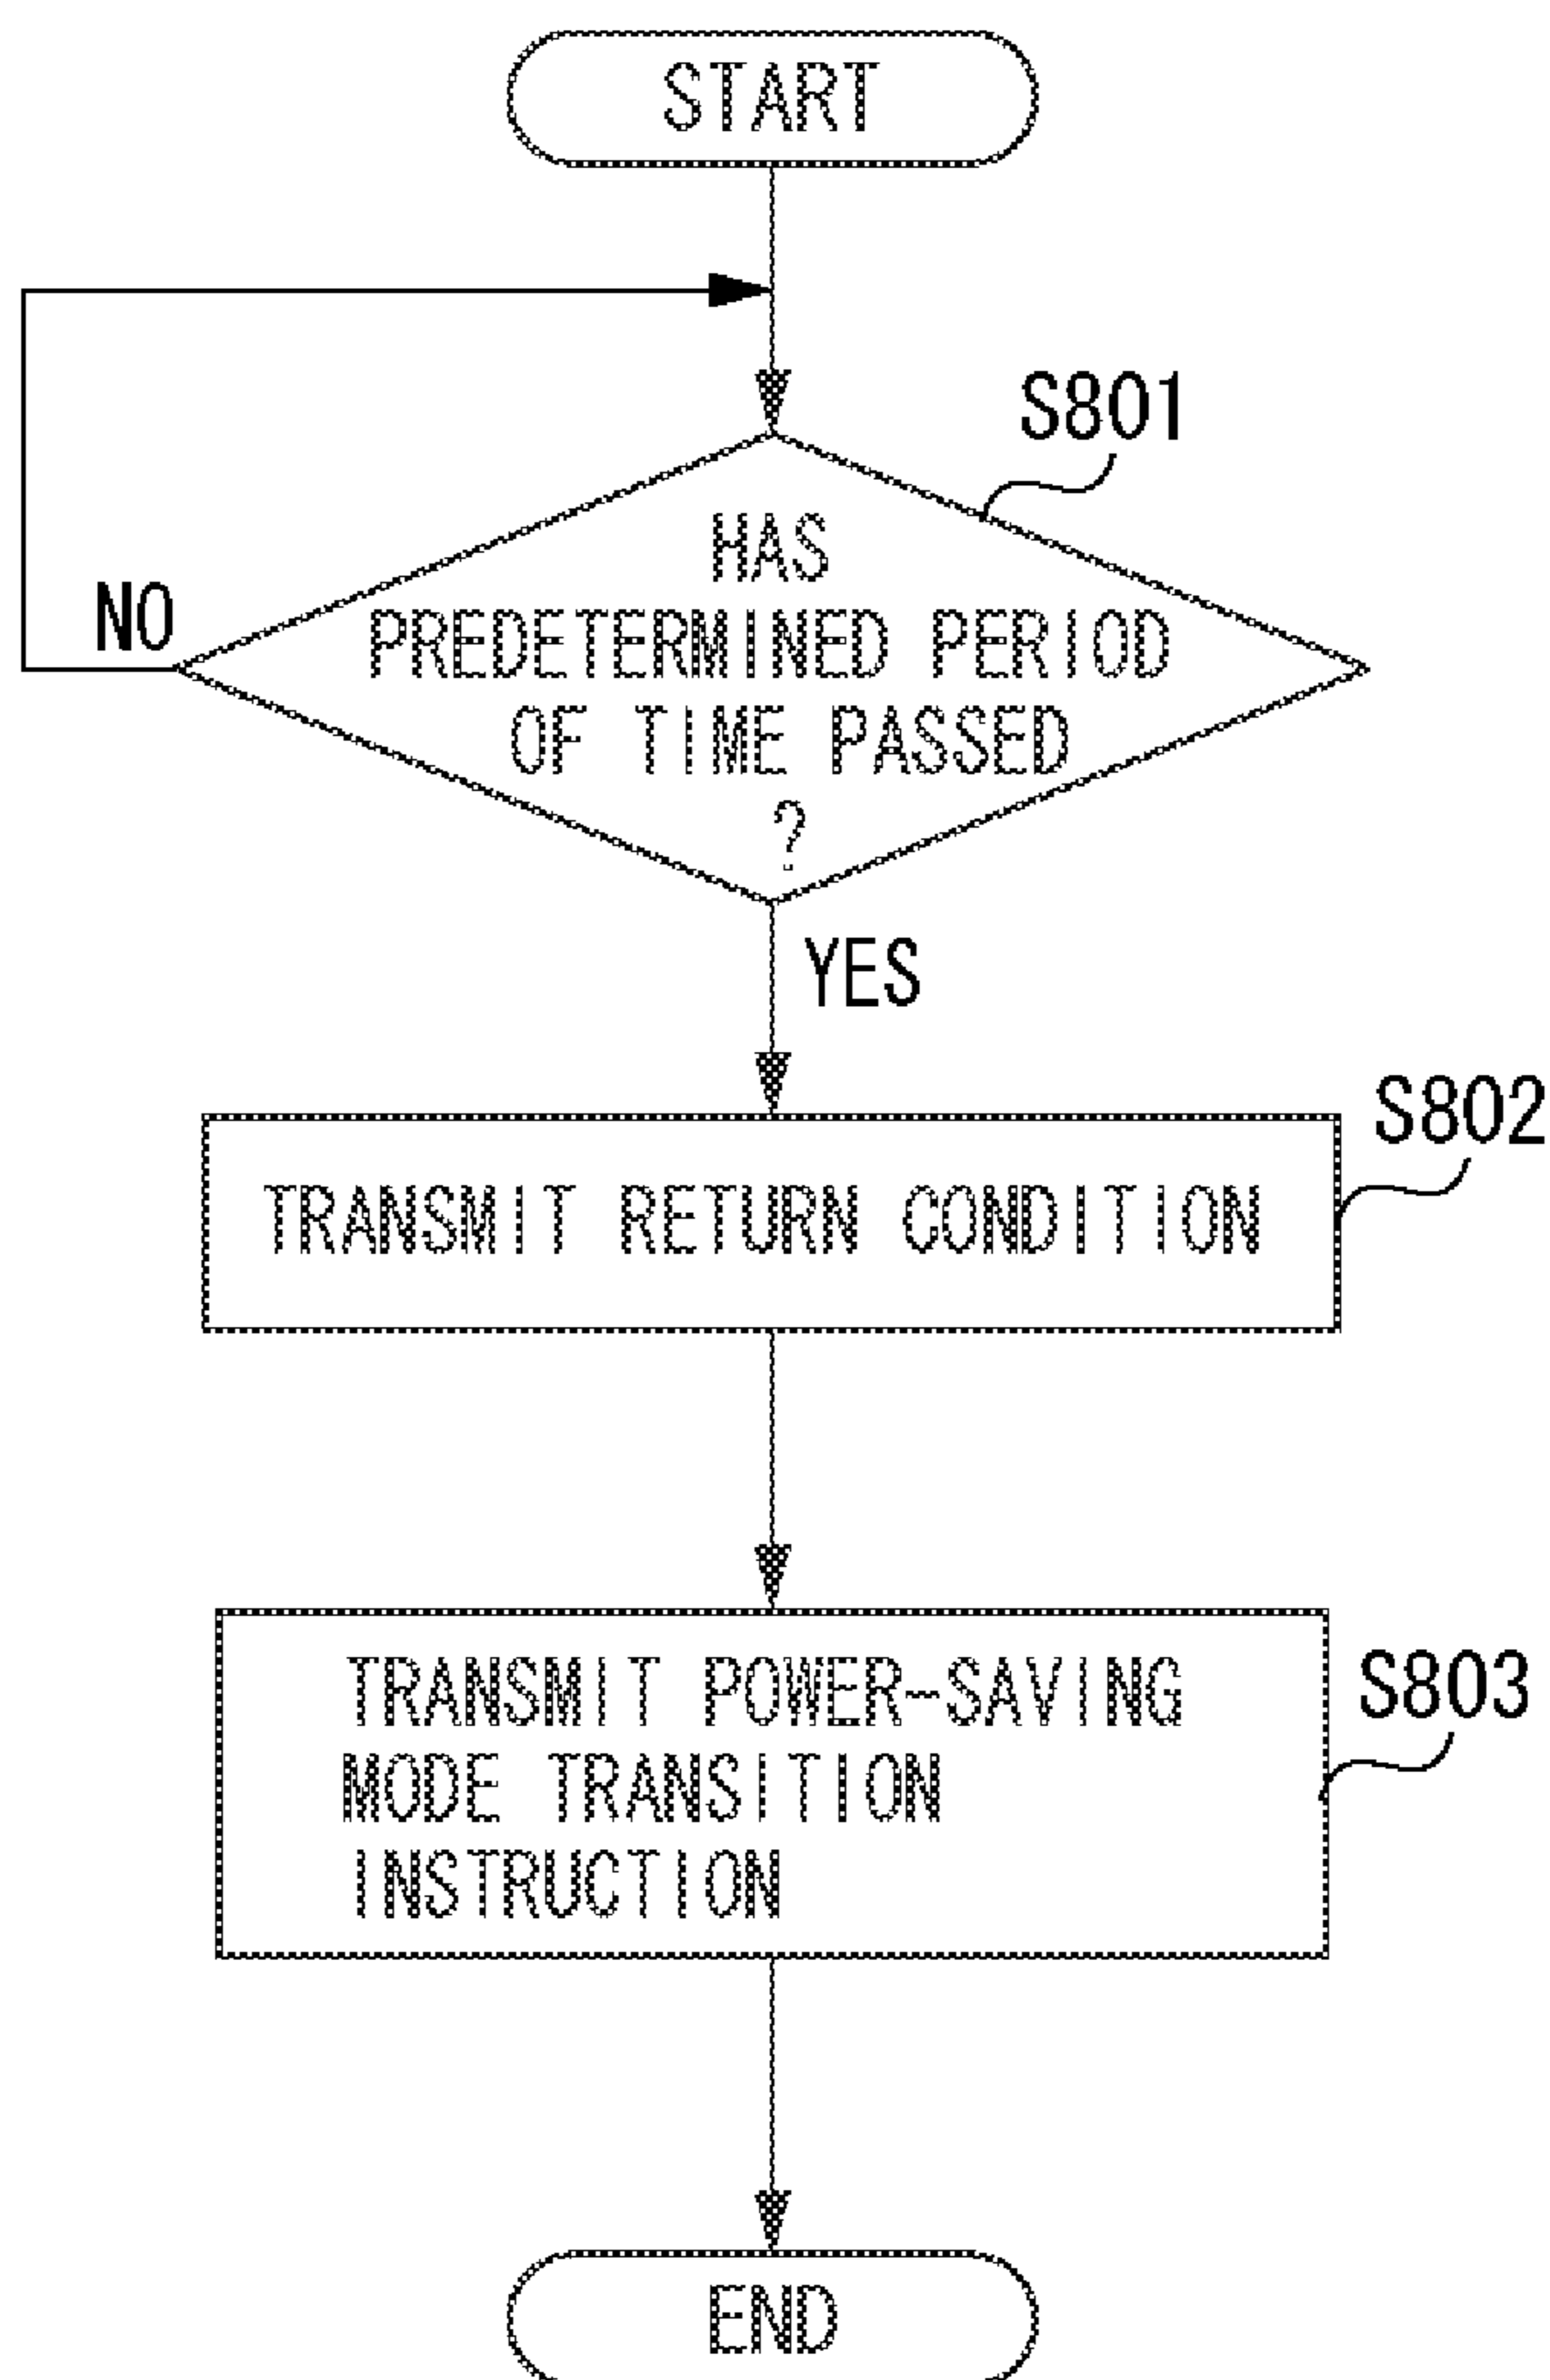 START
S801
HAS
PREDETERMINED PERIOD
OF TIME PASSED
?
NO
YES
S802
TRANSMIT RETURN CONDITION
S803
TRANSMIT POWER-SAVING
MODE TRANSITION
INSTRUCTION
END